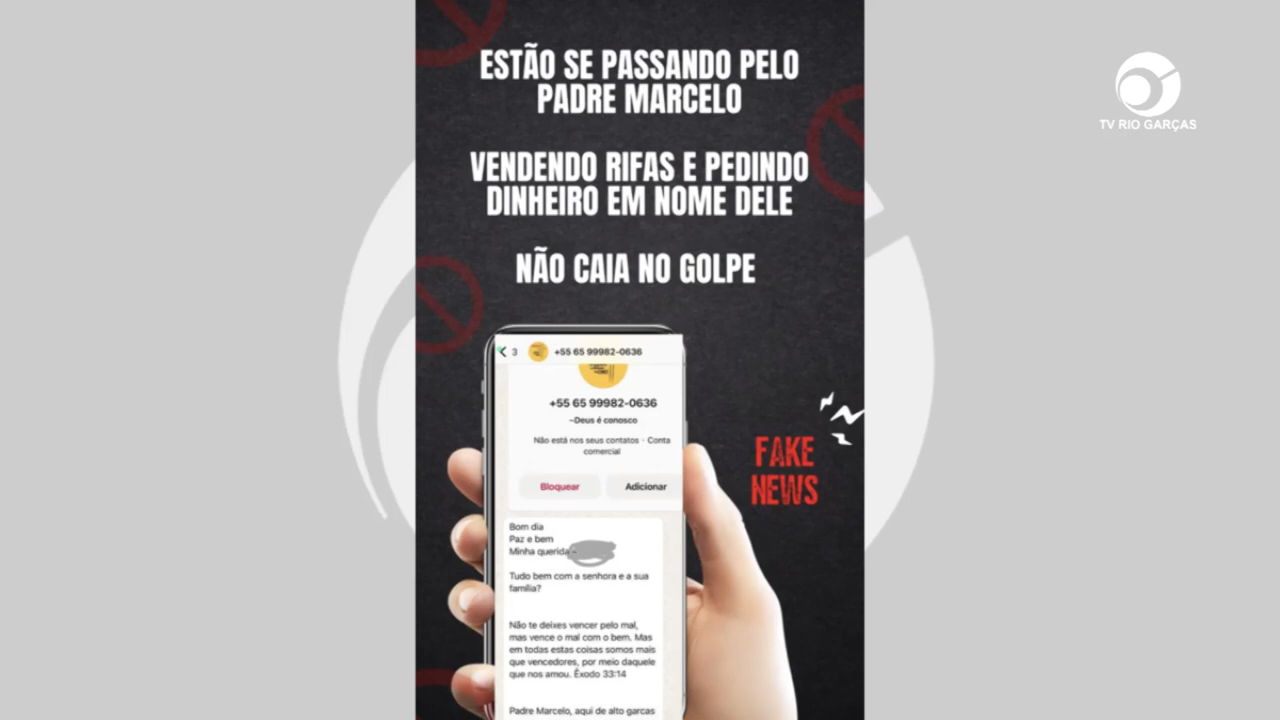 ESTÃO SE PASSANDO PELO
PADRE MARCELO
VENDENDO RIFAS E PEDINDO
DINHEIRO EM NOME DELE
NÃO CAIA NO GOLPE
TV RIO GARÇAS
3 +55 65 99982-0636
+55 65 99982-0636
~Deus é conosco
Não está nos seus contatos · Conta
comercial
Bloquear Adicionar
FAKE
NEWS
Bom dia
Paz e bem
Minha querida
Tudo bem com a senhora e a sua
família?
Não te deixes vencer pelo mal,
mas vence o mal com o bem. Mas
em todas estas coisas somos mais
que vencedores, por meio daquele
que nos amou. Êxodo 33:14
Padre Marcelo, aqui de alto garcas